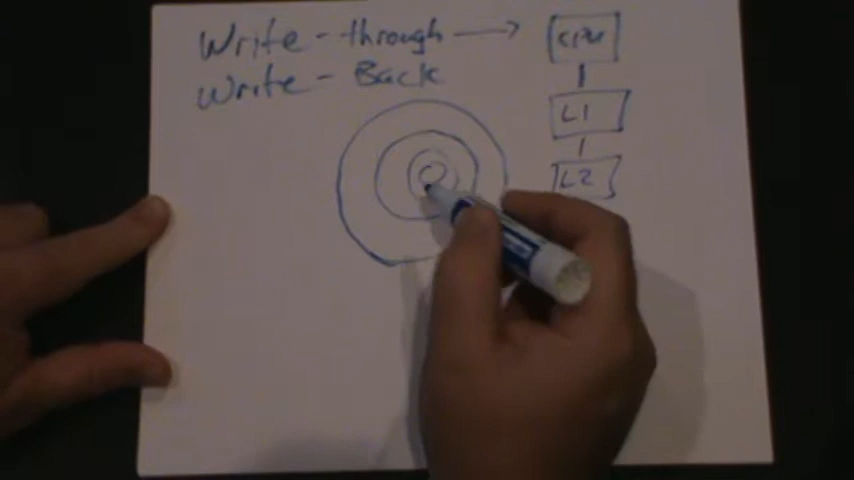 Write - through → CPU
Write - Back
L1
L2